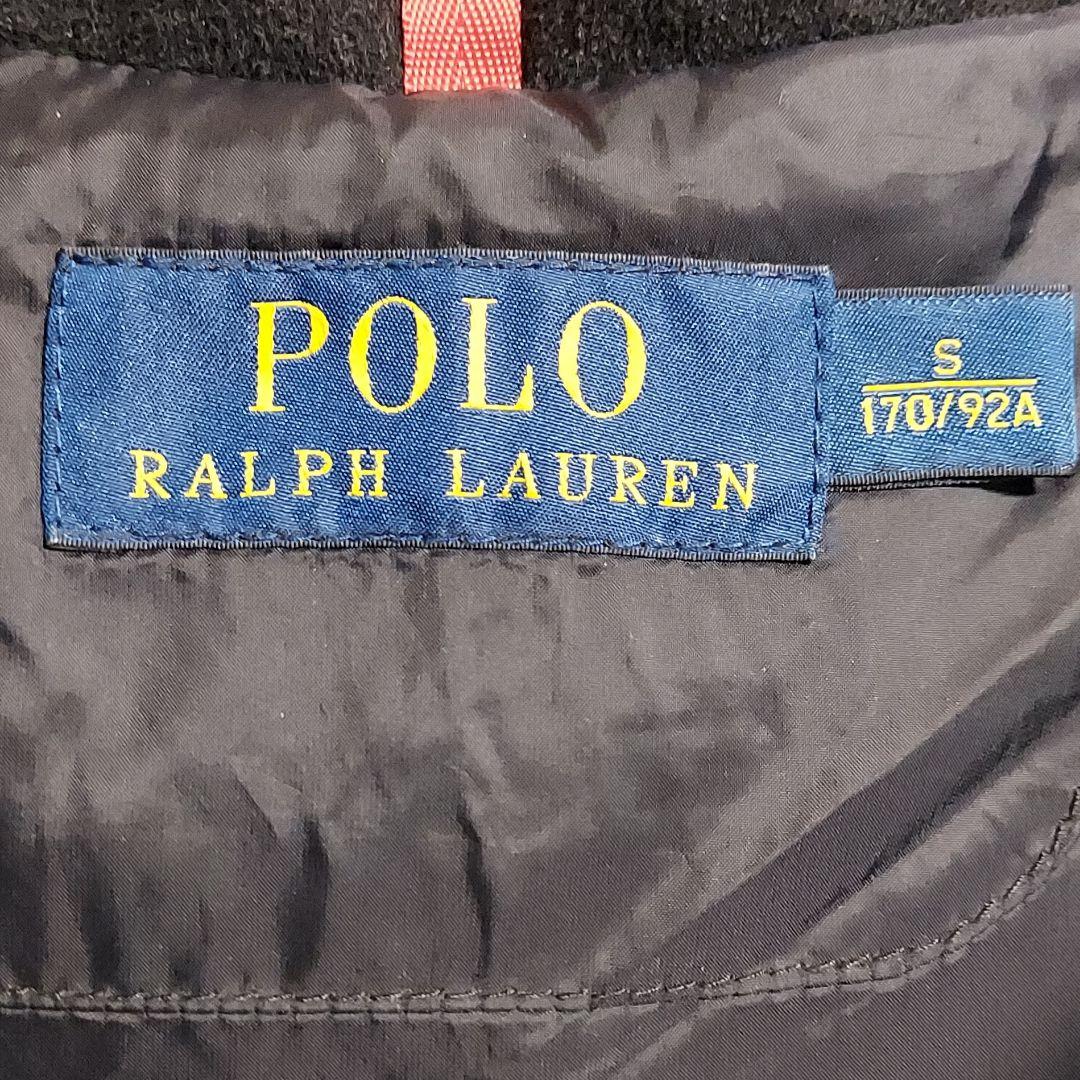 POLO
RALPH LAUREN
S
170/92A